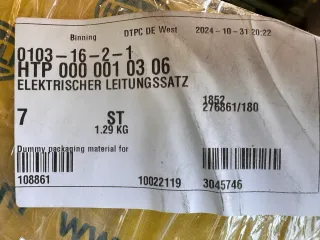 Binning DTPC DE West 2024-10-31 20:22
0103-16-2-1
HTP 000 001 03 06
ELEKTRISCHER LEITUNGSSATZ
7 ST 1852
276861/180
1.29 KG
Dummy packaging material for
108861 10022119 3045746